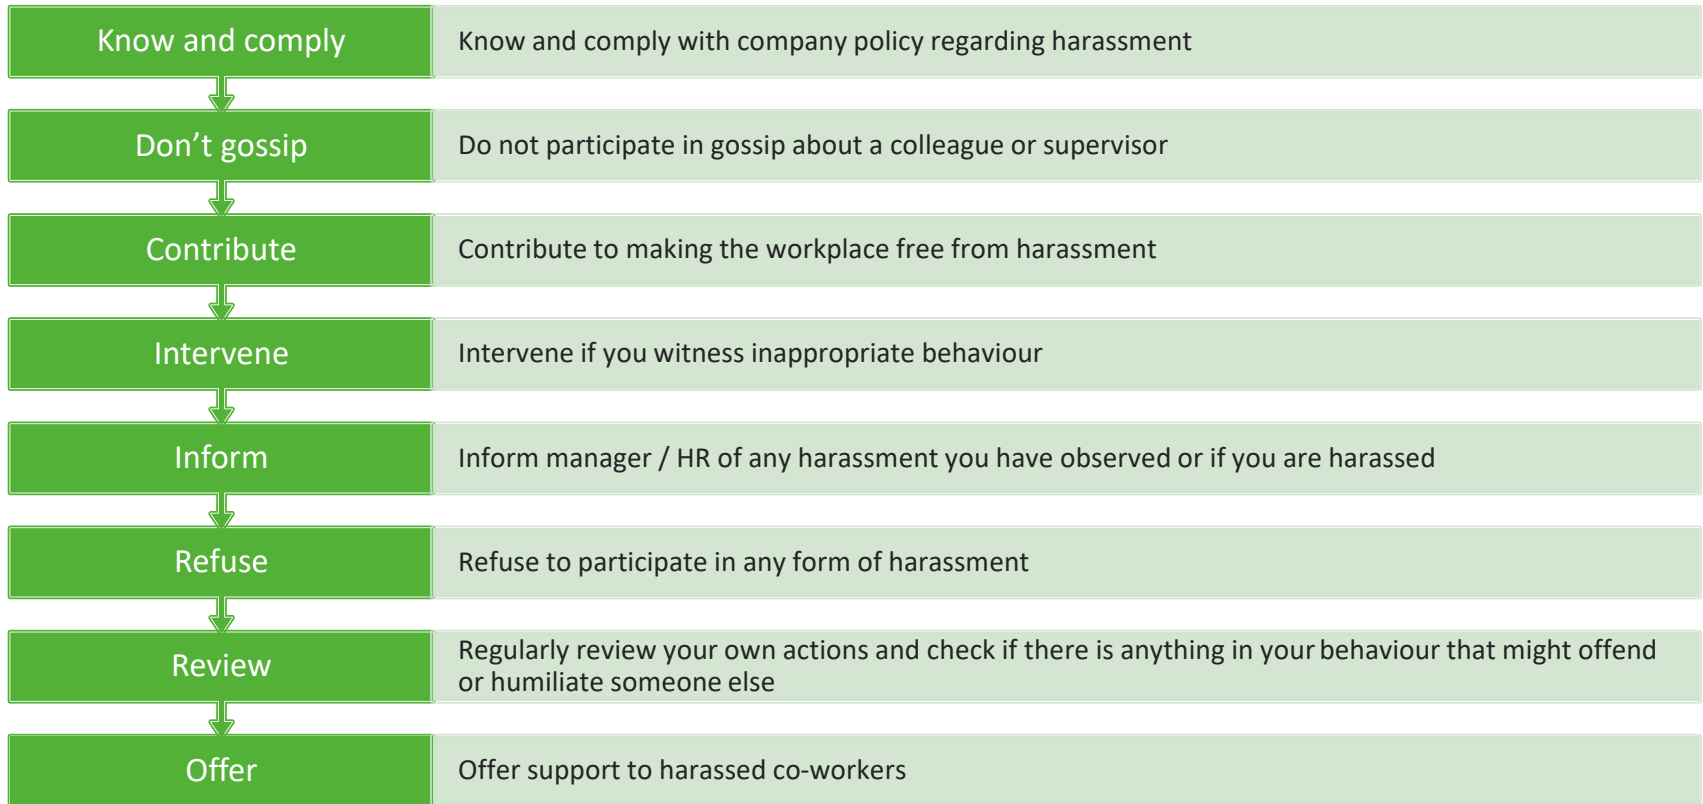 Know and comply
Know and comply with company policy regarding harassment
Don’t gossip
Do not participate in gossip about a colleague or supervisor
Contribute
Contribute to making the workplace free from harassment
Intervene
Intervene if you witness inappropriate behaviour
Inform
Inform manager / HR of any harassment you have observed or if you are harassed
Refuse
Refuse to participate in any form of harassment
Review
Regularly review your own actions and check if there is anything in your behaviour that might offend
or humiliate someone else
Offer
Offer support to harassed co-workers